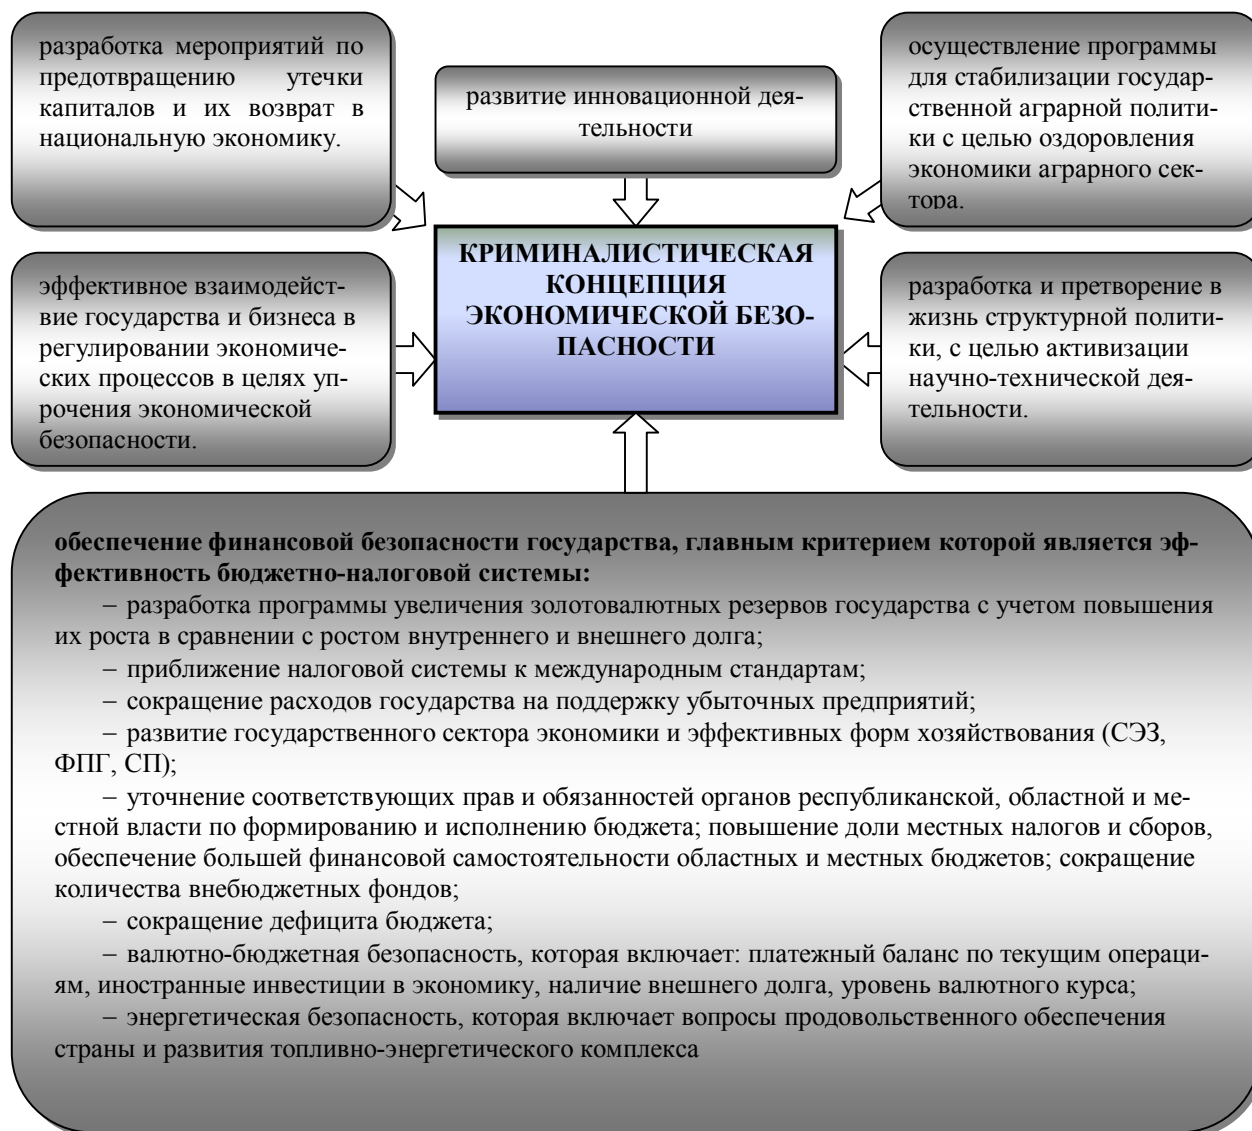 разработка мероприятий по
предотвращению утечки
капиталов и их возврат в
национальную экономику.
развитие инновационной дея-
тельности
осуществление программы
для стабилизации государ-
ственной аграрной полити-
ки с целью оздоровления
экономики аграрного сек-
тора.
КРИМИНАЛИСТИЧЕСКАЯ
КОНЦЕПЦИЯ
ЭКОНОМИЧЕСКОЙ БЕЗО-
ПАСНОСТИ
эффективное взаимодейст-
вие государства и бизнеса в
регулировании экономиче-
ских процессов в целях уп-
рочения экономической
безопасности.
разработка и претворение в
жизнь структурной полити-
ки, с целью активизации
научно-технической дея-
тельности.
обеспечение финансовой безопасности государства, главным критерием которой является эф-
фективность бюджетно-налоговой системы:
– разработка программы увеличения золотовалютных резервов государства с учетом повышения
их роста в сравнении с ростом внутреннего и внешнего долга;
– приближение налоговой системы к международным стандартам;
– сокращение расходов государства на поддержку убыточных предприятий;
– развитие государственного сектора экономики и эффективных форм хозяйствования (СЭЗ,
ФПГ, СП);
– уточнение соответствующих прав и обязанностей органов республиканской, областной и ме-
стной власти по формированию и исполнению бюджета; повышение доли местных налогов и сборов,
обеспечение большей финансовой самостоятельности областных и местных бюджетов; сокращение
количества внебюджетных фондов;
– сокращение дефицита бюджета;
– валютно-бюджетная безопасность, которая включает: платежный баланс по текущим операци-
ям, иностранные инвестиции в экономику, наличие внешнего долга, уровень валютного курса;
– энергетическая безопасность, которая включает вопросы продовольственного обеспечения
страны и развития топливно-энергетического комплекса